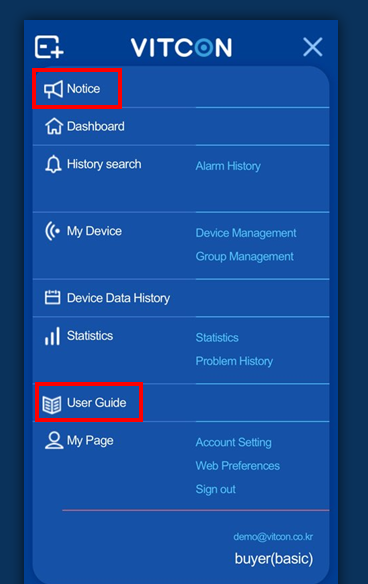 VITCON
Notice
Dashboard
History search
Alarm History
My Device
Device Management
Group Management
Device Data History
Statistics
Statistics
Problem History
User Guide
My Page
Account Setting
Web Preferences
Sign out
demo@vitcon.co.kr
buyer(basic)